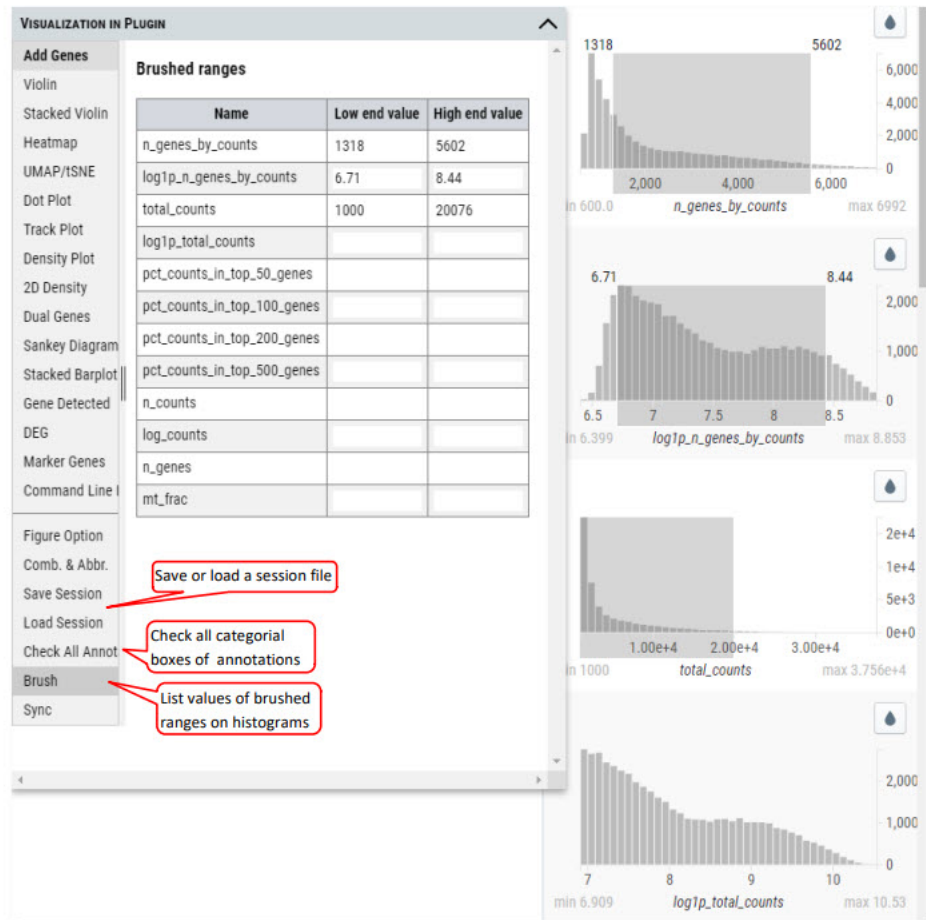 VISUALIZATION IN PLUGIN
Add Genes
Violin
Stacked Violin
Heatmap
UMAP/tSNE
Dot Plot
Track Plot
Density Plot
2D Density
Dual Genes
Sankey Diagram
Stacked Barplot
Gene Detected
DEG
Marker Genes
Command Line
Figure Option
Comb. & Abbr.
Save Session
Load Session
Check All Annot
Brush
Sync
Brushed ranges
Name Low end value High end value
n_genes_by_counts 1318 5602
log1p_n_genes_by_counts 6.71 8.44
total_counts 1000 20076
log1p_total_counts
pct_counts_in_top_50_genes
pct_counts_in_top_100_genes
pct_counts_in_top_200_genes
pct_counts_in_top_500_genes
n_counts
log_counts
n_genes
mt_frac
Save or load a session file
Check all categorial
boxes of annotations
List values of brushed
ranges on histograms
1318 5602
6,000
4,000
2,000
0
2,000 4,000 6,000
in 600.0 n_genes_by_counts max 6992
6.71 8.44
2,000
1,000
0
6.5 7 7.5 8 8.5
in 6.399 log1p_n_genes_by_counts max 8.853
2e+4
1e+4
5e+3
0e+0
1.00e+4 2.00e+4 3.00e+4
in 1000 total_counts max 3.756e+4
2,000
1,000
0
7 8 9 10
min 6.909 log1p_total_counts max 10.53